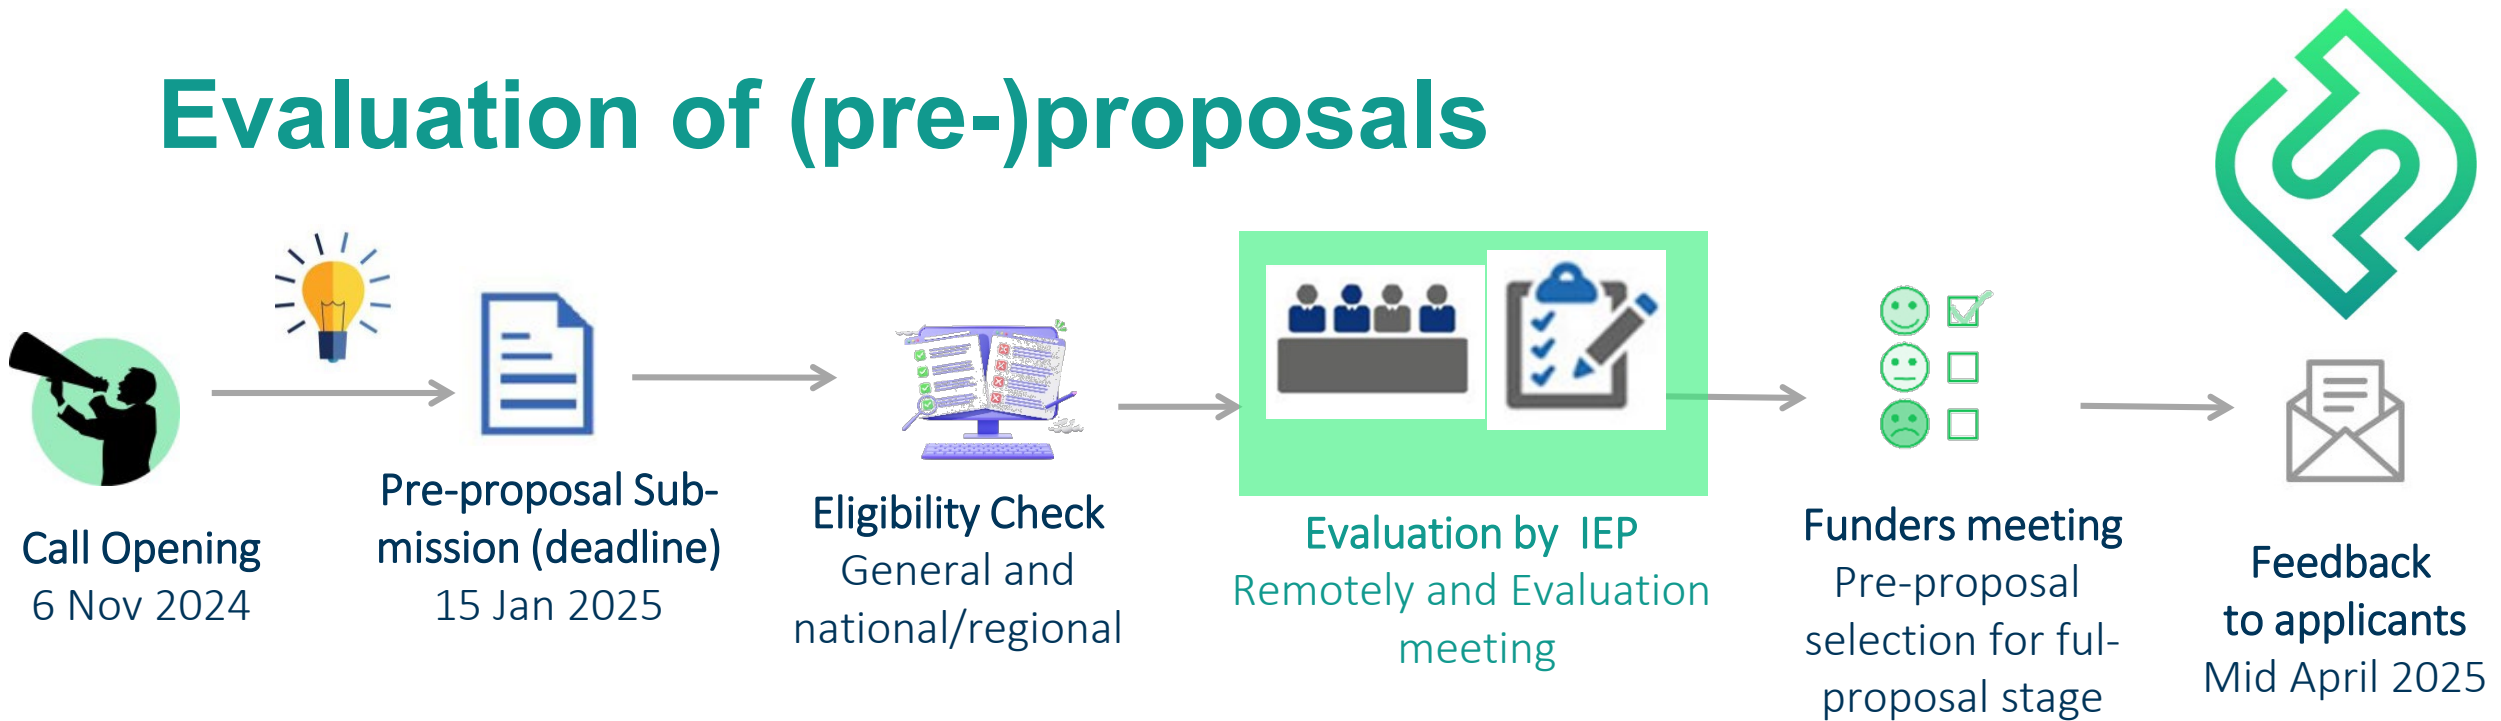 Evaluation of (pre-)proposals
Call Opening
6 Nov 2024
Pre-proposal Sub-
mission (deadline)
15 Jan 2025
Eligibility Check
General and
national/regional
Evaluation by  IEP
Remotely and Evaluation
meeting
Funders meeting
Pre-proposal
selection for ful-
proposal stage
Feedback
to applicants
Mid April 2025